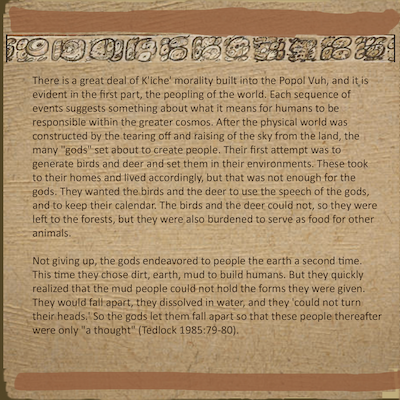 There is a great deal of K'iche' morality built into the Popol Vuh, and it is
evident in the first part, the peopling of the world. Each sequence of
events suggests something about what it means for humans to be
responsible within the greater cosmos. After the physical world was
constructed by the tearing off and raising of the sky from the land, the
many "gods" set about to create people. Their first attempt was to
generate birds and deer and set them in their environments. These took
to their homes and lived accordingly, but that was not enough for the
gods. They wanted the birds and the deer to use the speech of the gods,
and to keep their calendar. The birds and the deer could not, so they were
left to the forests, but they were also burdened to serve as food for other
animals.
Not giving up, the gods endeavored to people the earth a second time.
This time they chose dirt, earth, mud to build humans. But they quickly
realized that the mud people could not hold the forms they were given.
They would fall apart, they dissolved in water, and they 'could not turn
their heads.' So the gods let them fall apart so that these people thereafter
were only "a thought" (Tedlock 1985:79-80).